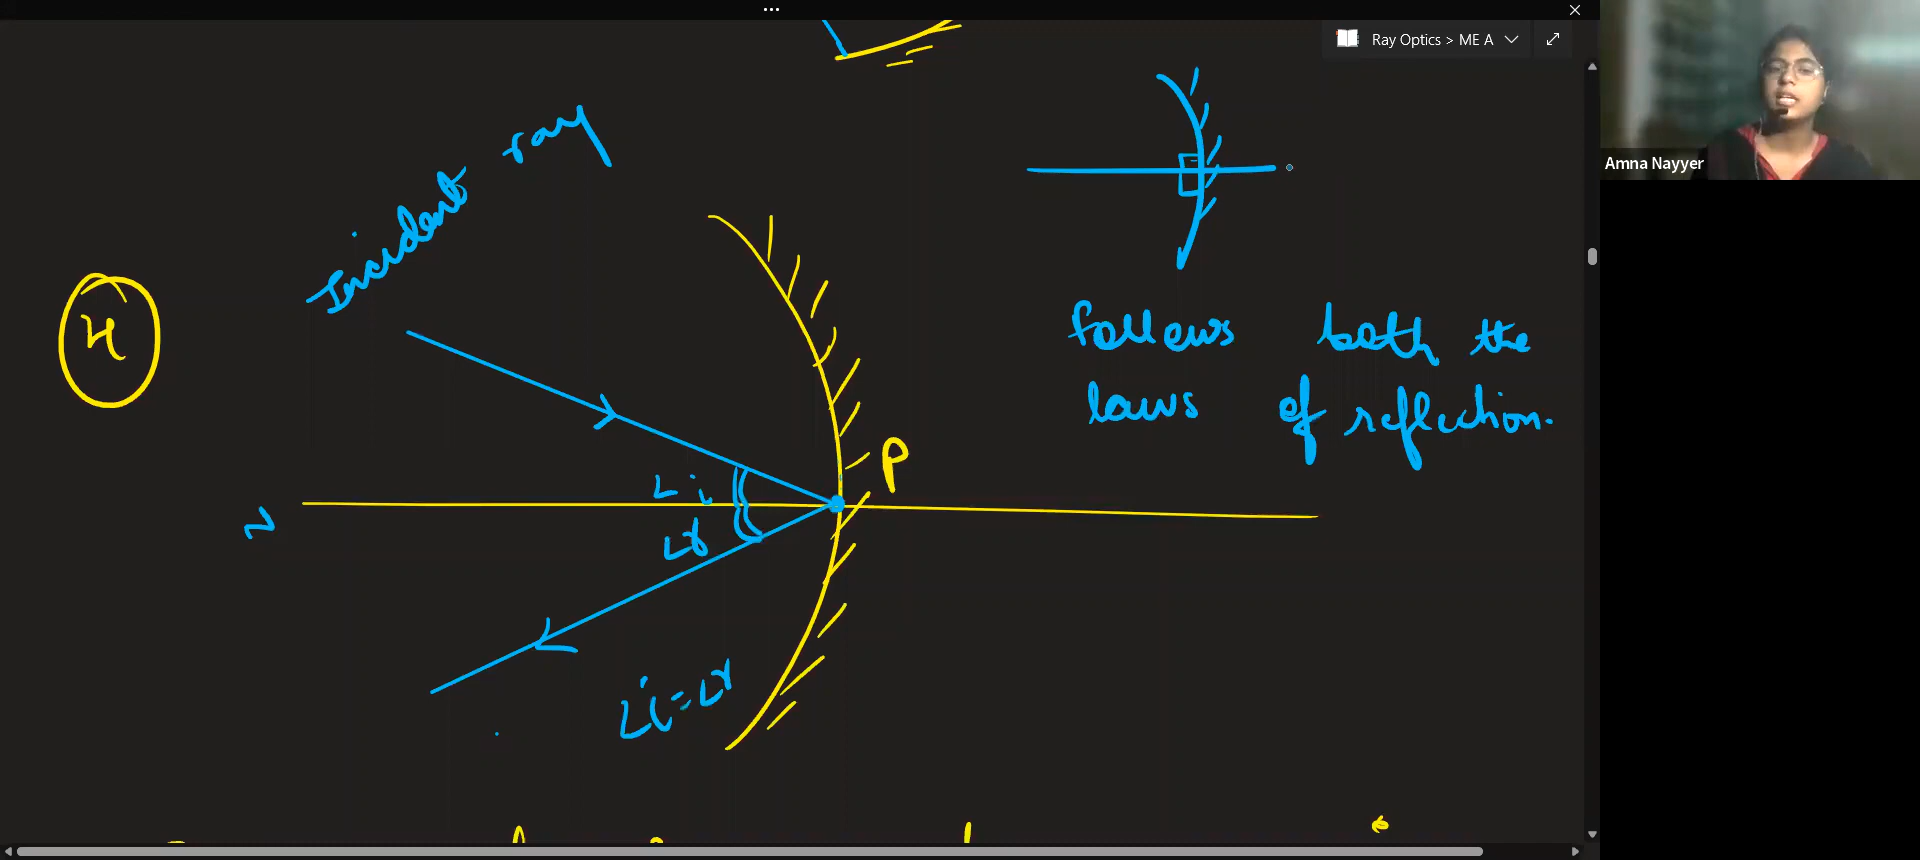 Ray Optics > ME A
Amna Nayyer
Incident ray
follows both the
laws of reflection.
4
P
∠i
N
∠r
∠i=∠r